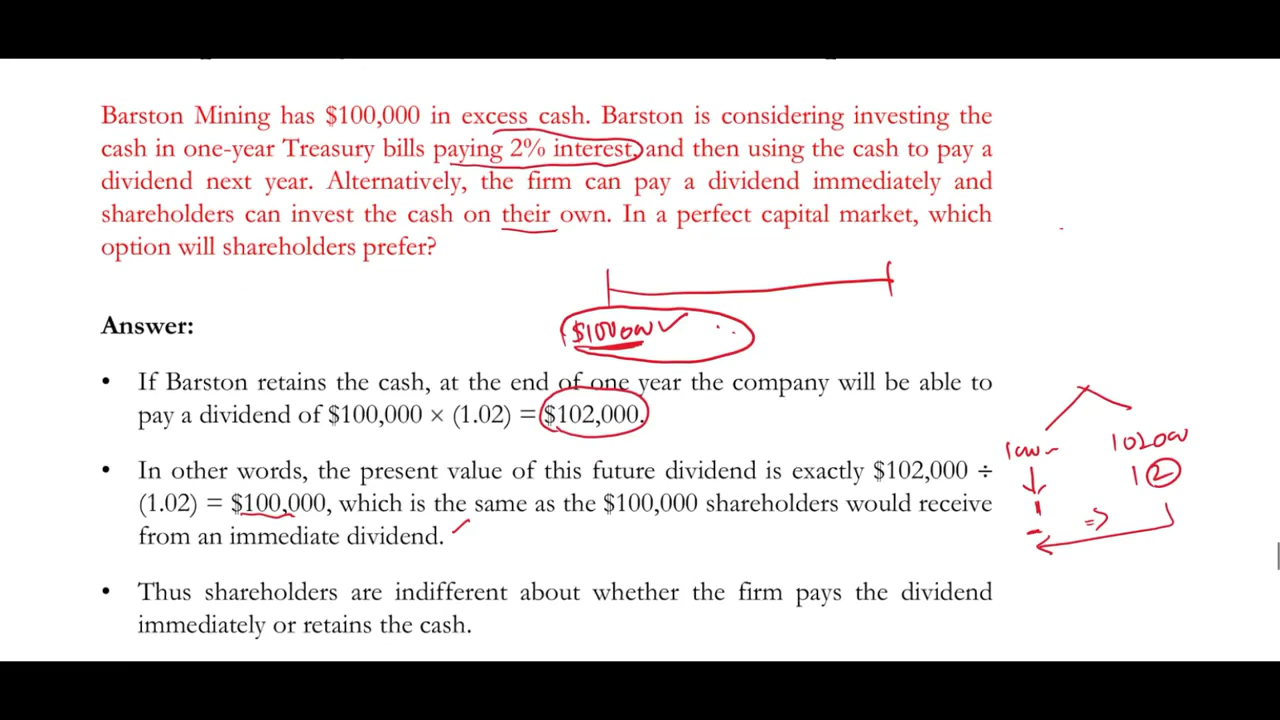 Barston Mining has $100,000 in excess cash. Barston is considering investing the
cash in one-year Treasury bills paying 2% interest, and then using the cash to pay a
dividend next year. Alternatively, the firm can pay a dividend immediately and
shareholders can invest the cash on their own. In a perfect capital market, which
option will shareholders prefer?
Answer:
• If Barston retains the cash, at the end of one year the company will be able to
pay a dividend of $100,000 × (1.02) = $102,000.
• In other words, the present value of this future dividend is exactly $102,000 ÷
(1.02) = $100,000, which is the same as the $100,000 shareholders would receive
from an immediate dividend.
• Thus shareholders are indifferent about whether the firm pays the dividend
immediately or retains the cash.